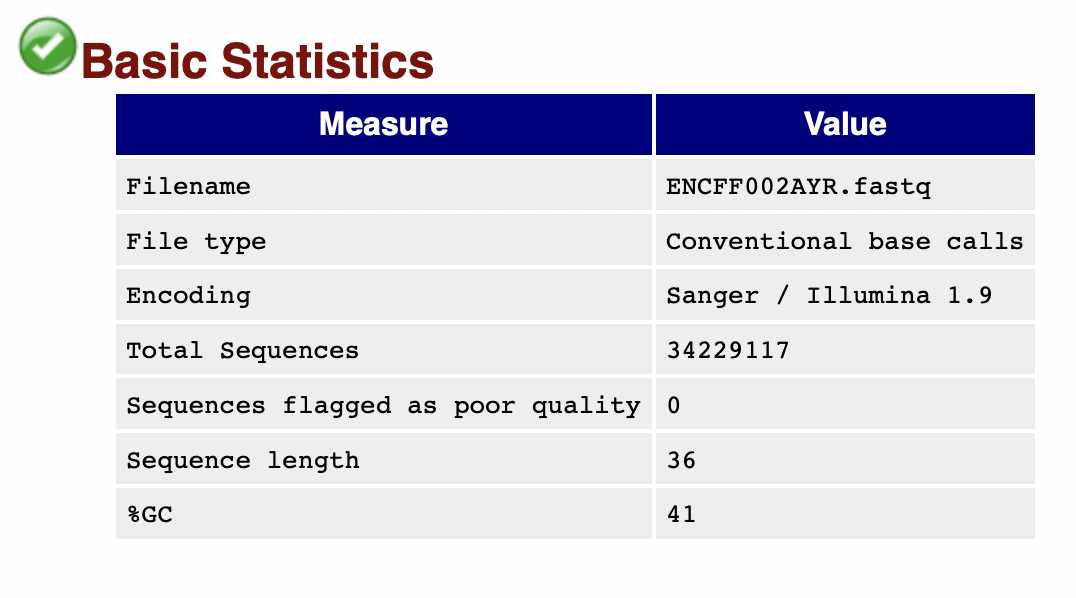 Basic Statistics
Measure Value
Filename ENCFF002AYR.fastq
File type Conventional base calls
Encoding Sanger / Illumina 1.9
Total Sequences 34229117
Sequences flagged as poor quality 0
Sequence length 36
%GC 41